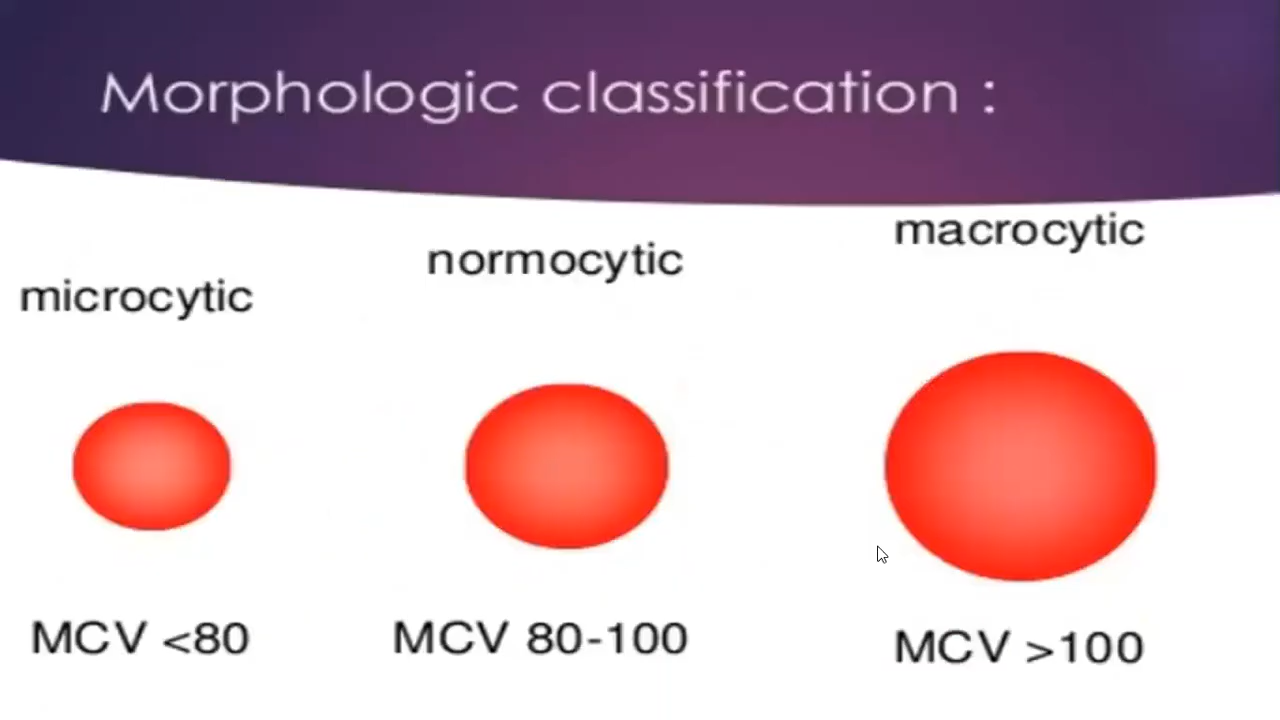 Morphologic classification :
microcytic
normocytic
macrocytic
MCV <80
MCV 80-100
MCV >100